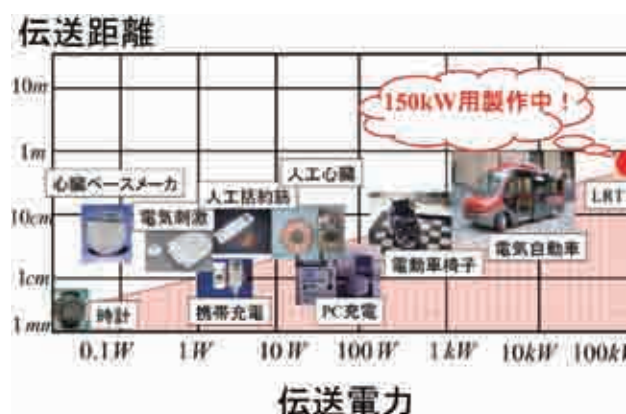 伝送距離
10m
150kW用製作中!
1m
心臓ペースメーカ
人工括約筋
人工心臓
電気刺激
LRT
10cm
電気自動車
電動車椅子
1cm
時計
携帯充電
PC充電
1mm
0.1W
1W
10W
100W
1kW
10kW
100kW
伝送電力